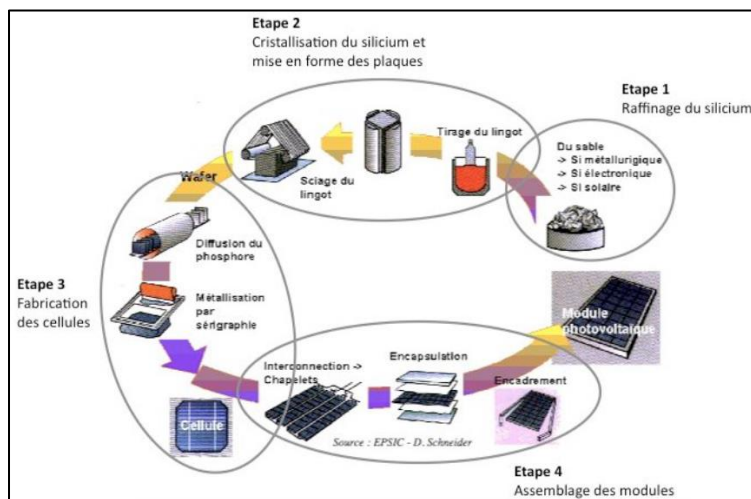 Etape 2
Cristallisation du silicium et
mise en forme des plaques
Etape 1
Raffinage du silicium
Tirage du lingot
Du sable
-> Si métallurigique
-> Si électronique
-> Si solaire
Sciage du
lingot
Wafer
Diffusion du
phosphore
Etape 3
Fabrication
des cellules
Métallisation
par
sérigraphie
Module
photovoltaïque
Interconnection ->
Chapelets
Encapsulation
Encadrement
Cellule
Source : EPSIC - D. Schneider
Etape 4
Assemblage des modules